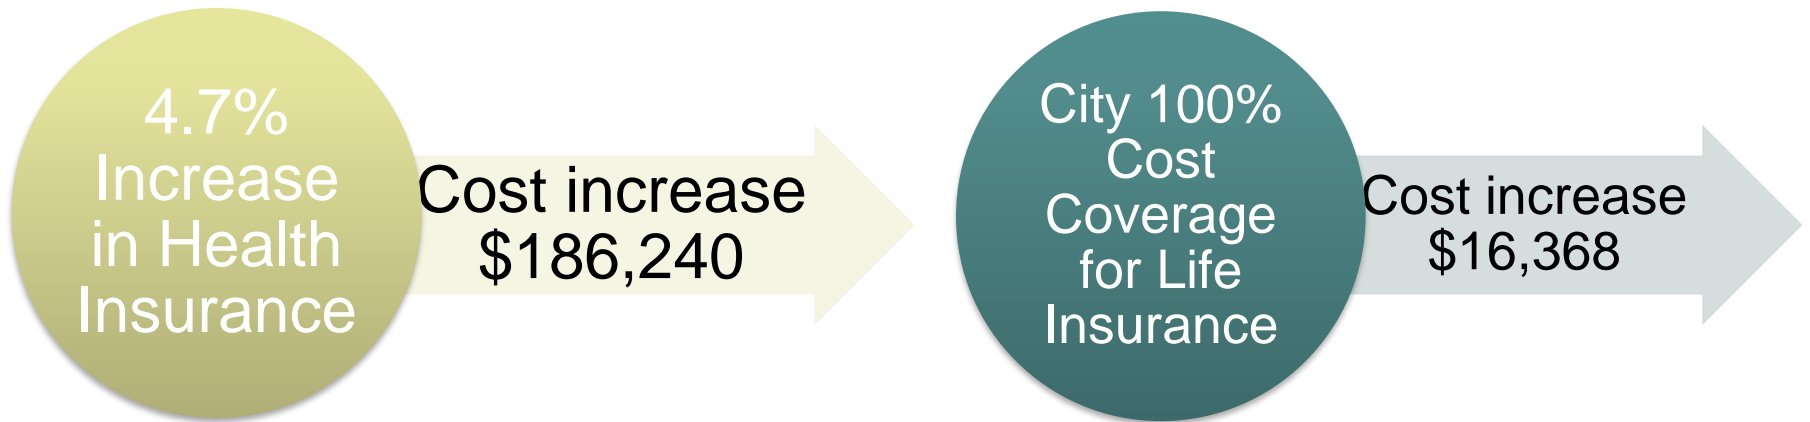 4.7%
Increase
in Health
Insurance
Cost increase
$186,240
City 100%
Cost
Coverage
for Life
Insurance
Cost increase
$16,368